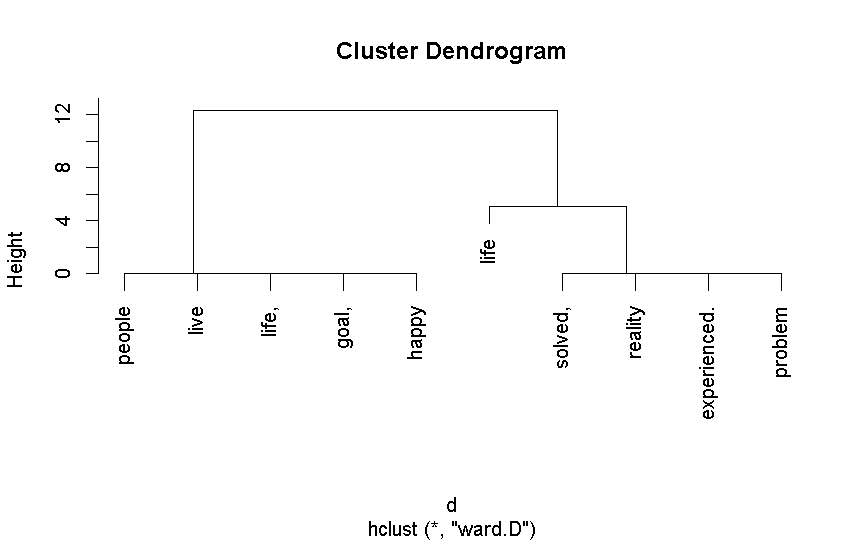 Cluster Dendrogram
Height
12
8
4
0
people
live
life,
goal,
happy
life
solved,
reality
experienced.
problem
d
hclust (*, "ward.D")